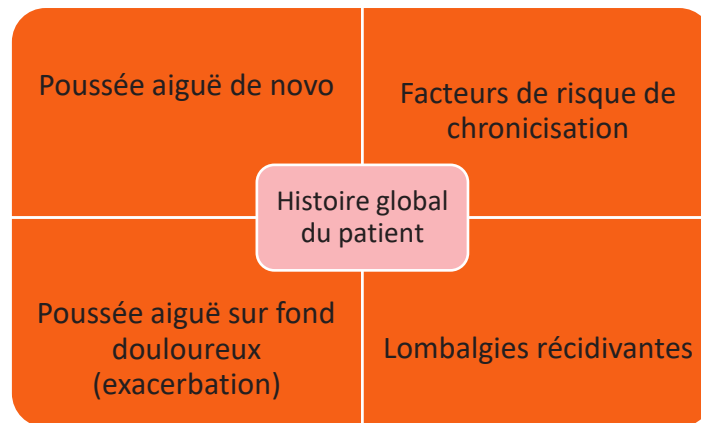 Poussée aiguë de novo
Facteurs de risque de
chronicisation
Histoire global
du patient
Poussée aiguë sur fond
douloureux
(exacerbation)
Lombalgies récidivantes